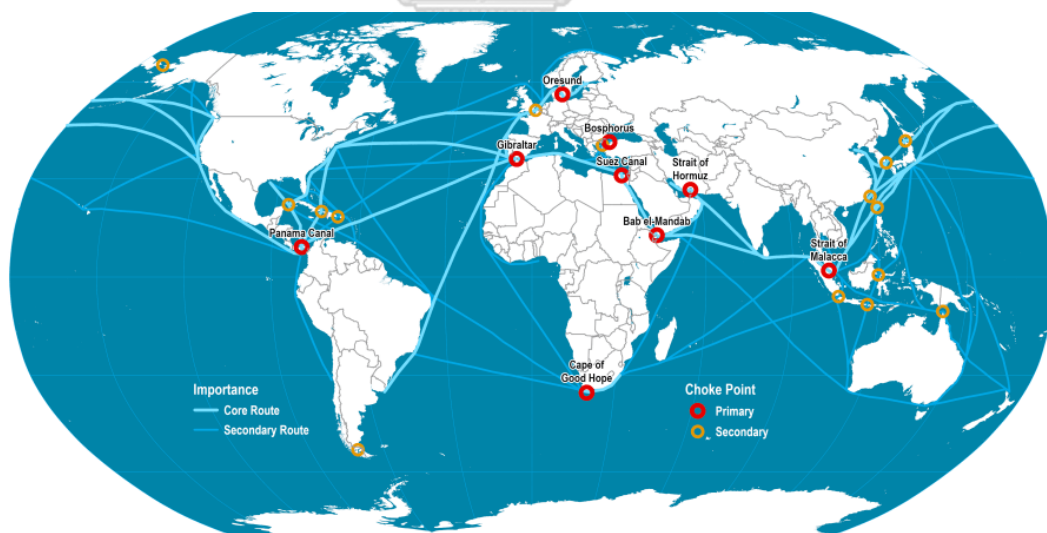 Oresund
Bosphorus
Gibraltar
Suez Canal
Strait of
Hormuz
Bab el-Mandab
Panama Canal
Strait of
Malacca
Cape of
Good Hope
Importance
Core Route
Secondary Route
Choke Point
Primary
Secondary